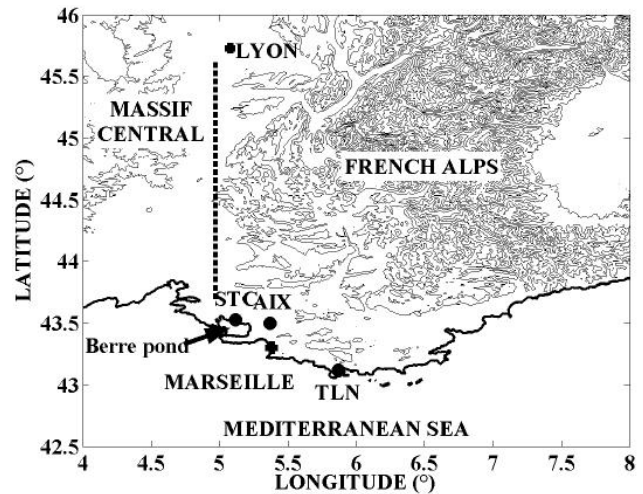 46
LYON
45.5
MASSIF
CENTRAL
45
FRENCH ALPS
44.5
LATITUDE (°)
44
STC AIX
43.5
Berre pond
MARSEILLE
43
TLN
MEDITERRANEAN SEA
42.5
4 4.5 5 5.5 6 6.5 7 7.5 8
LONGITUDE (°)